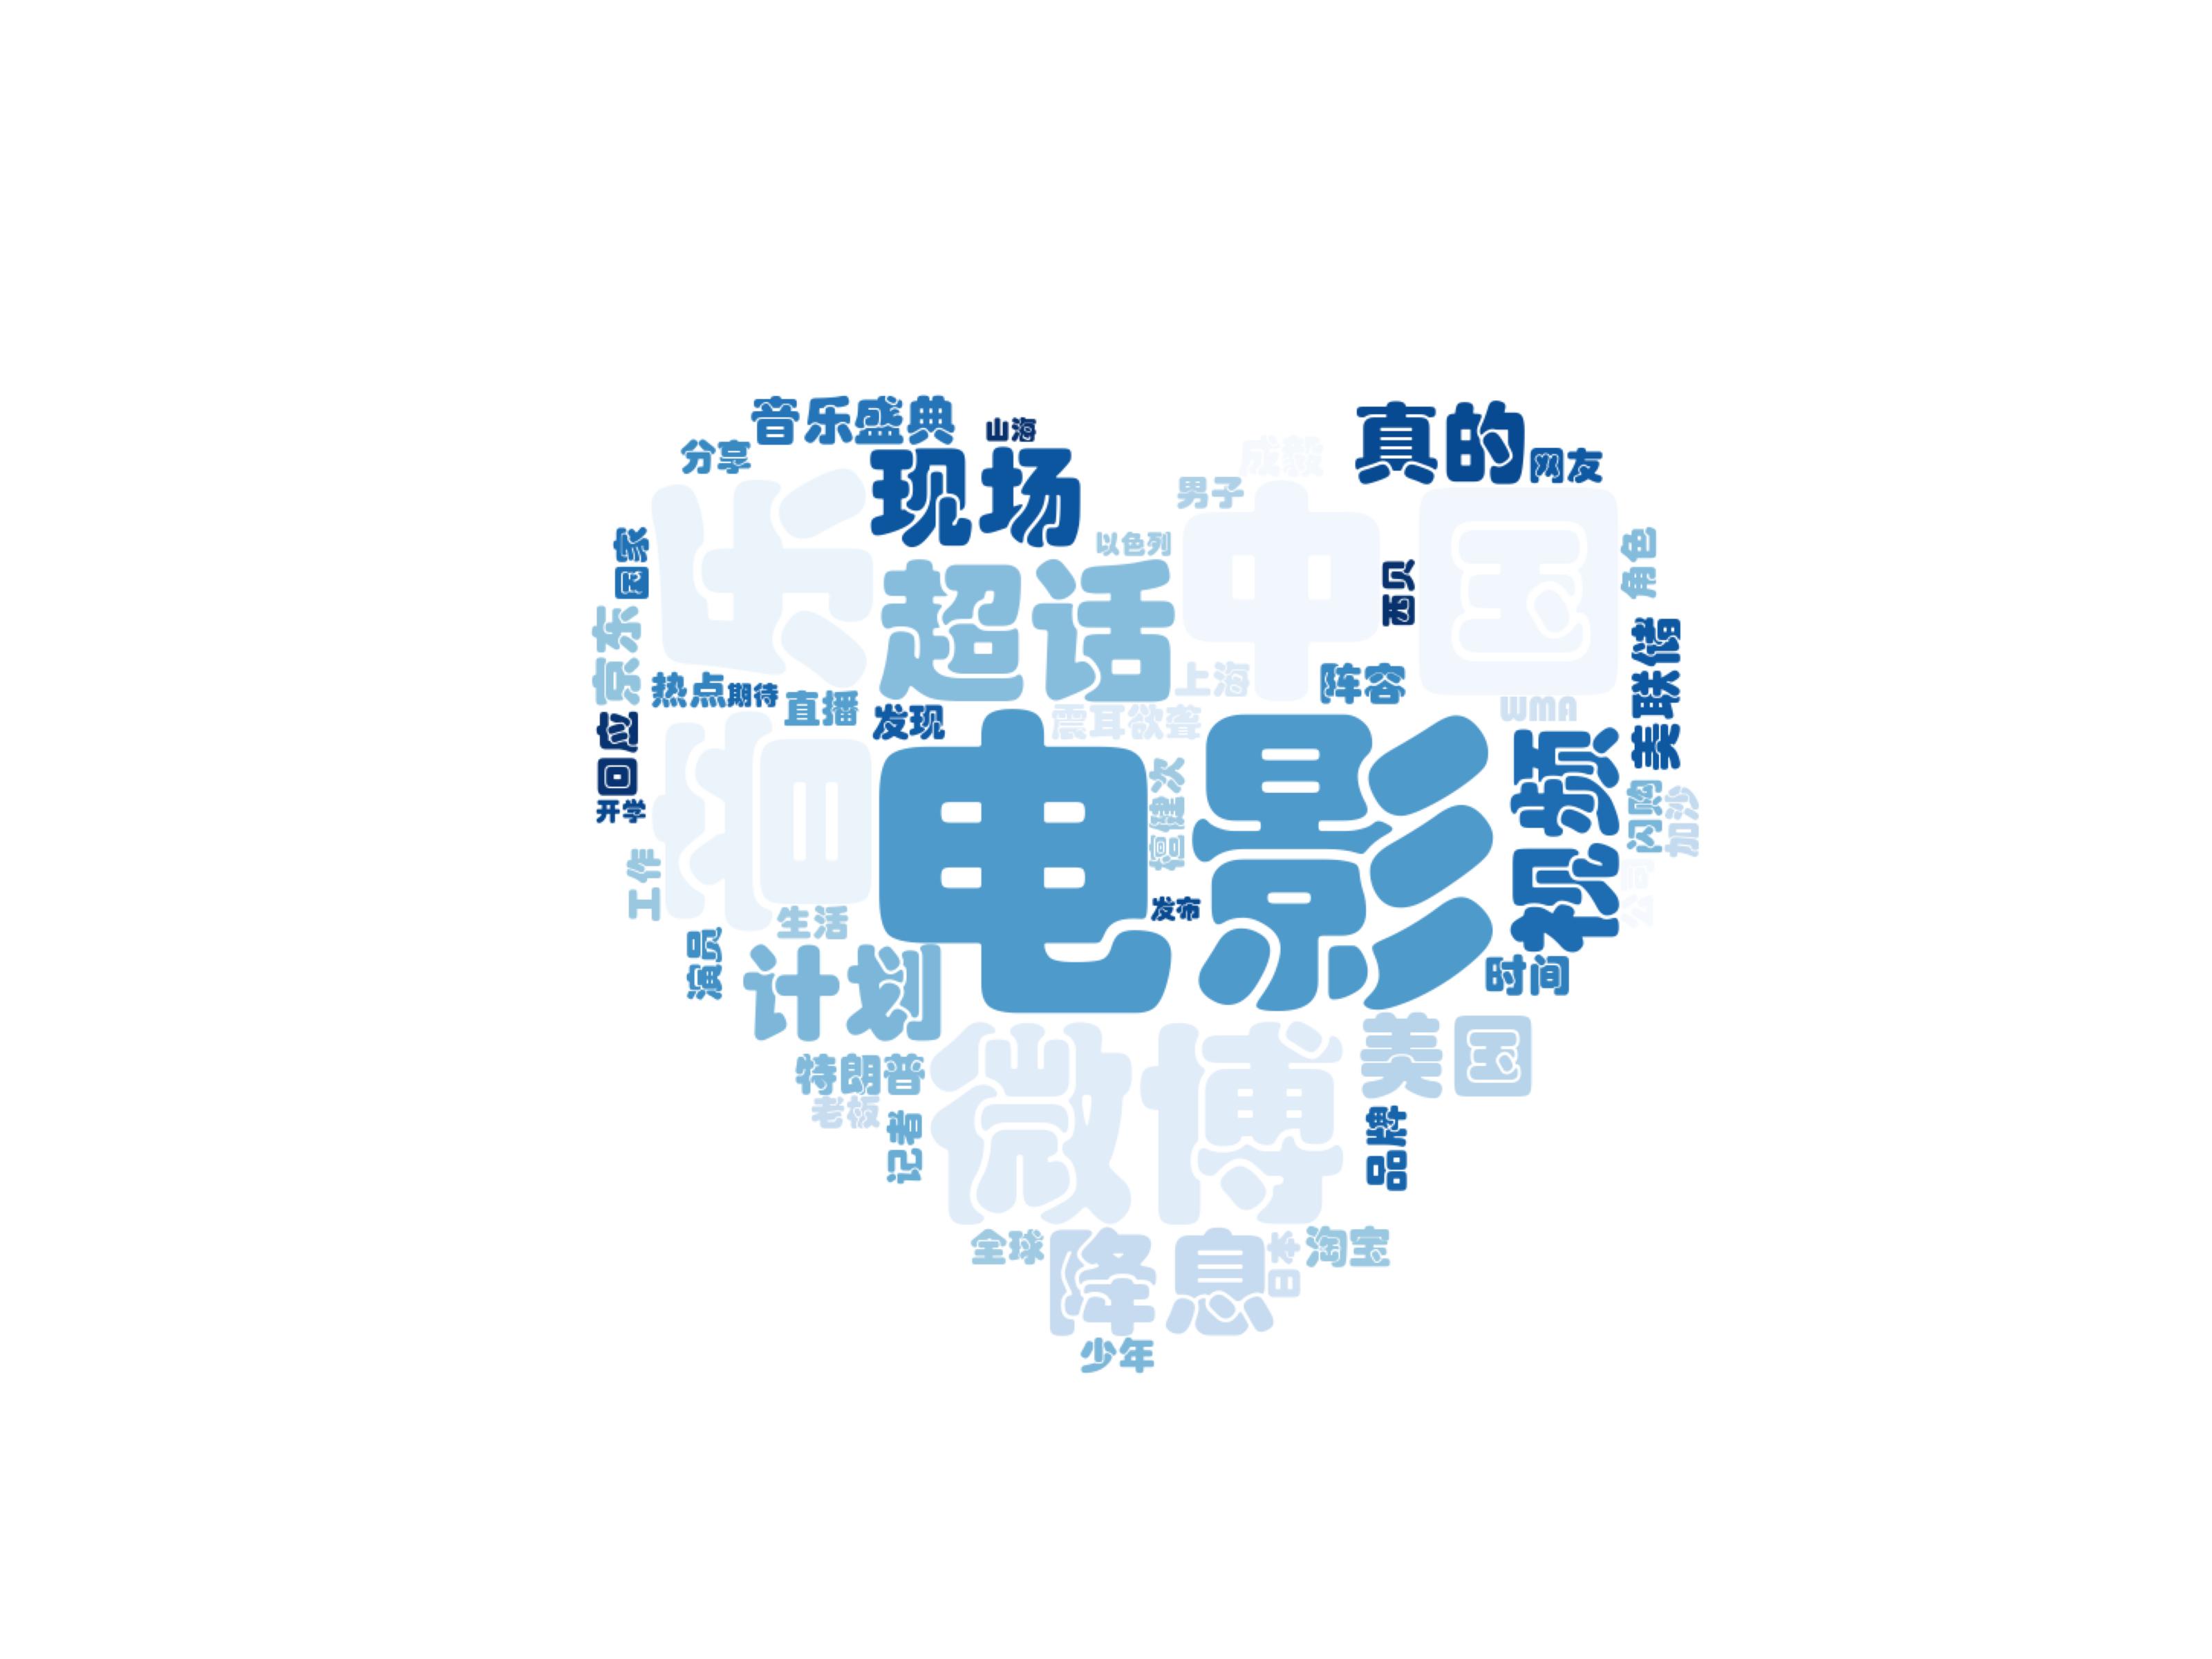 音乐盛典
山海
真的
分享
现场
成毅
网友
男子
音乐
中国
国家
以色列
角色
超话
西贝
京东
美联储
热点
期待
直播
上海
阵容
发现
震耳欲聋
WMA
回应
电影
视频
开学
檀健次
闪购
加沙
工作
生活
发布
公司
演员
计划
时间
特朗普
微博
美国
老板
记者
品牌
全球
降息
日本
淘宝
少年